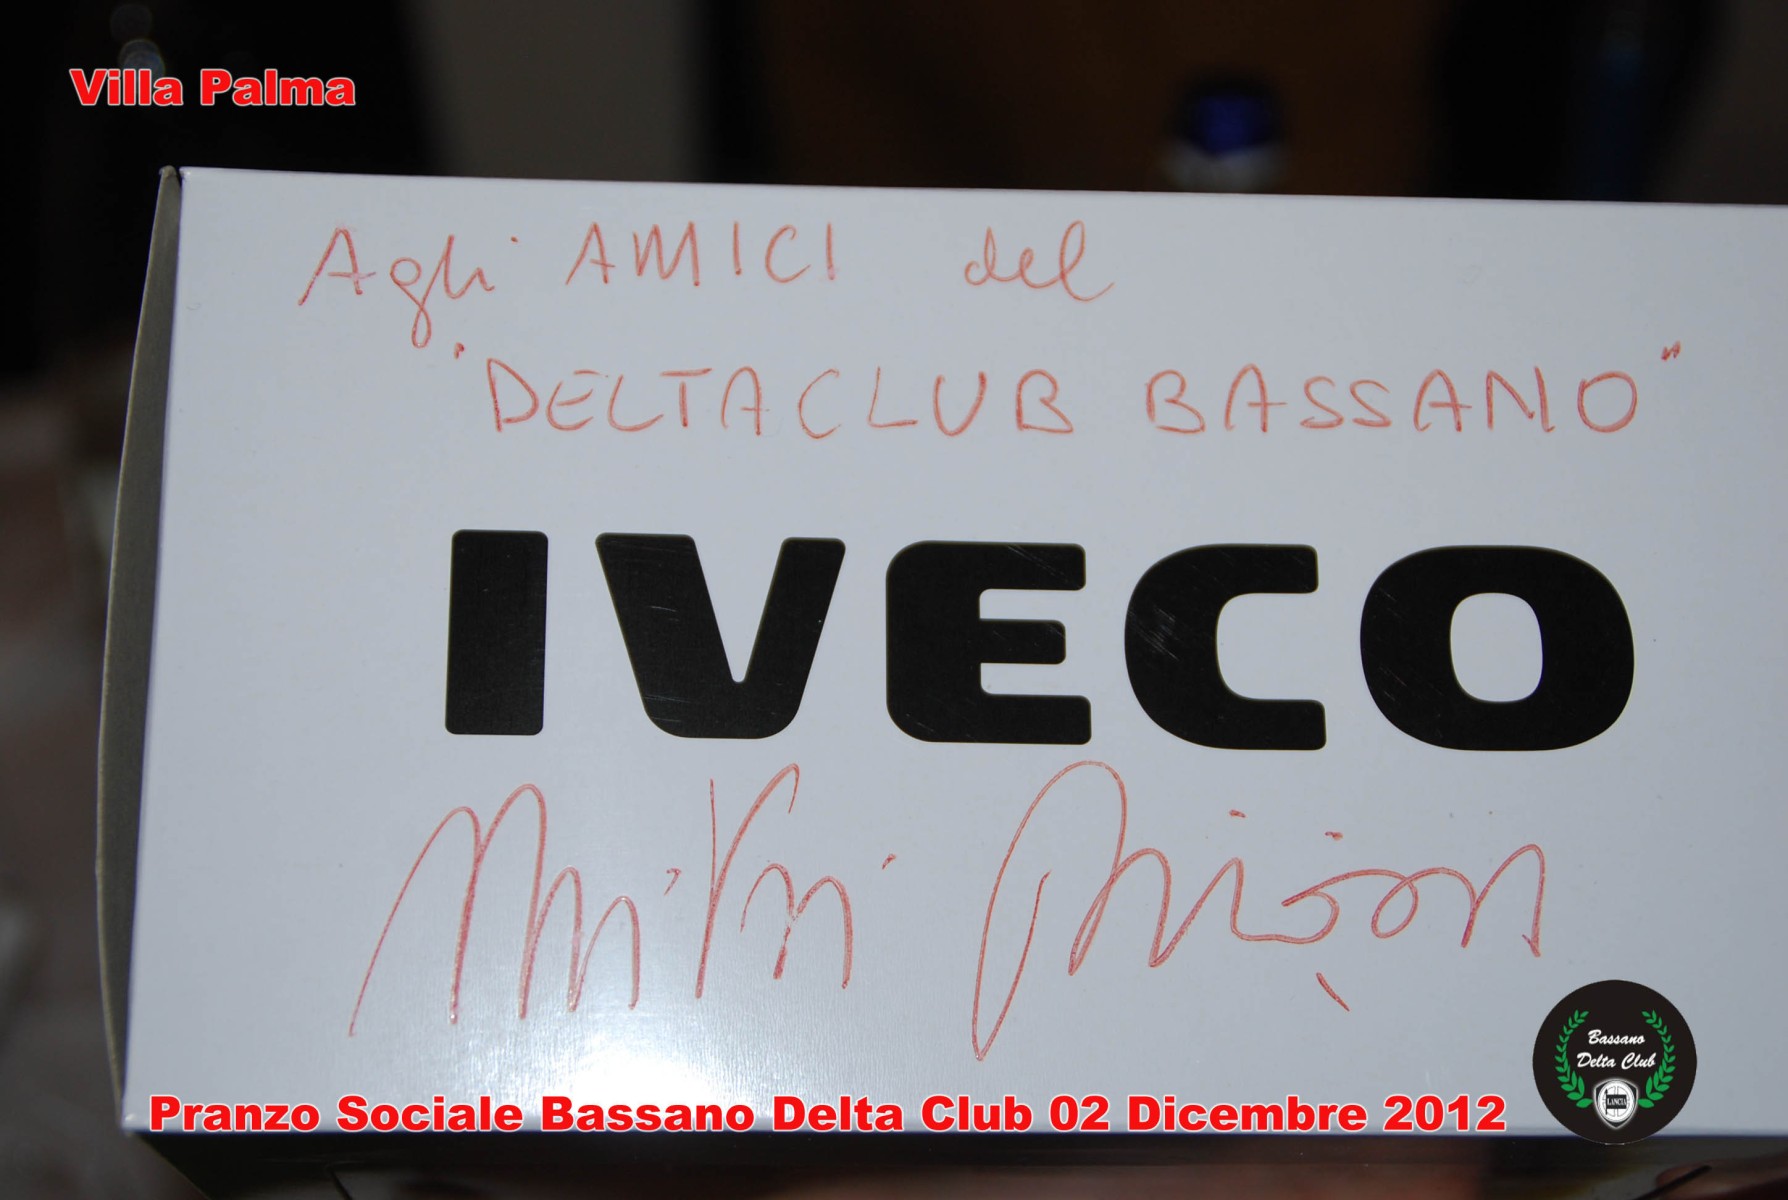 Villa Palma
Agli AMICI del
"DELTACLUB BASSANO"
IVECO
Bassano
Delta Club
LANCIA
Pranzo Sociale Bassano Delta Club 02 Dicembre 2012